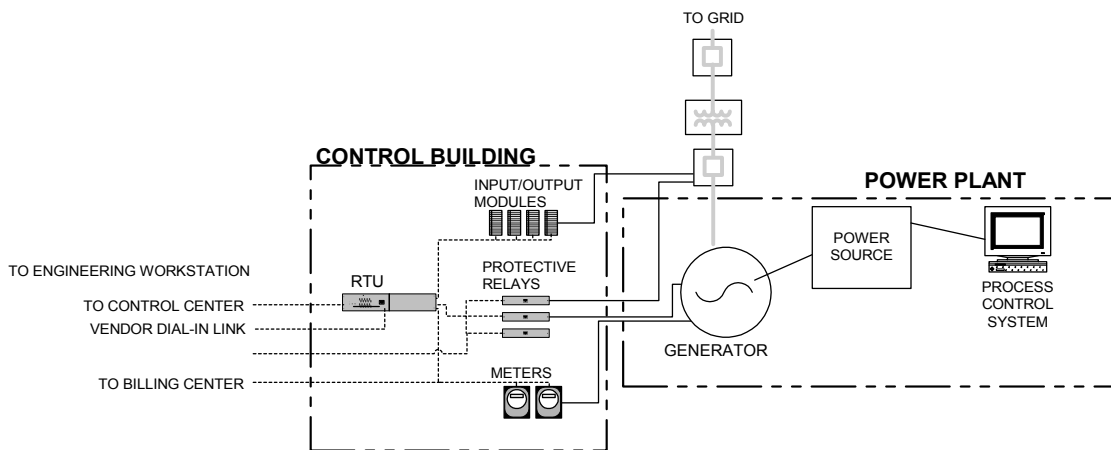 TO GRID
CONTROL BUILDING
INPUT/OUTPUT
MODULES
POWER PLANT
POWER
SOURCE
TO ENGINEERING WORKSTATION
RTU
PROTECTIVE
RELAYS
PROCESS
CONTROL
SYSTEM
TO CONTROL CENTER
VENDOR DIAL-IN LINK
GENERATOR
TO BILLING CENTER
METERS